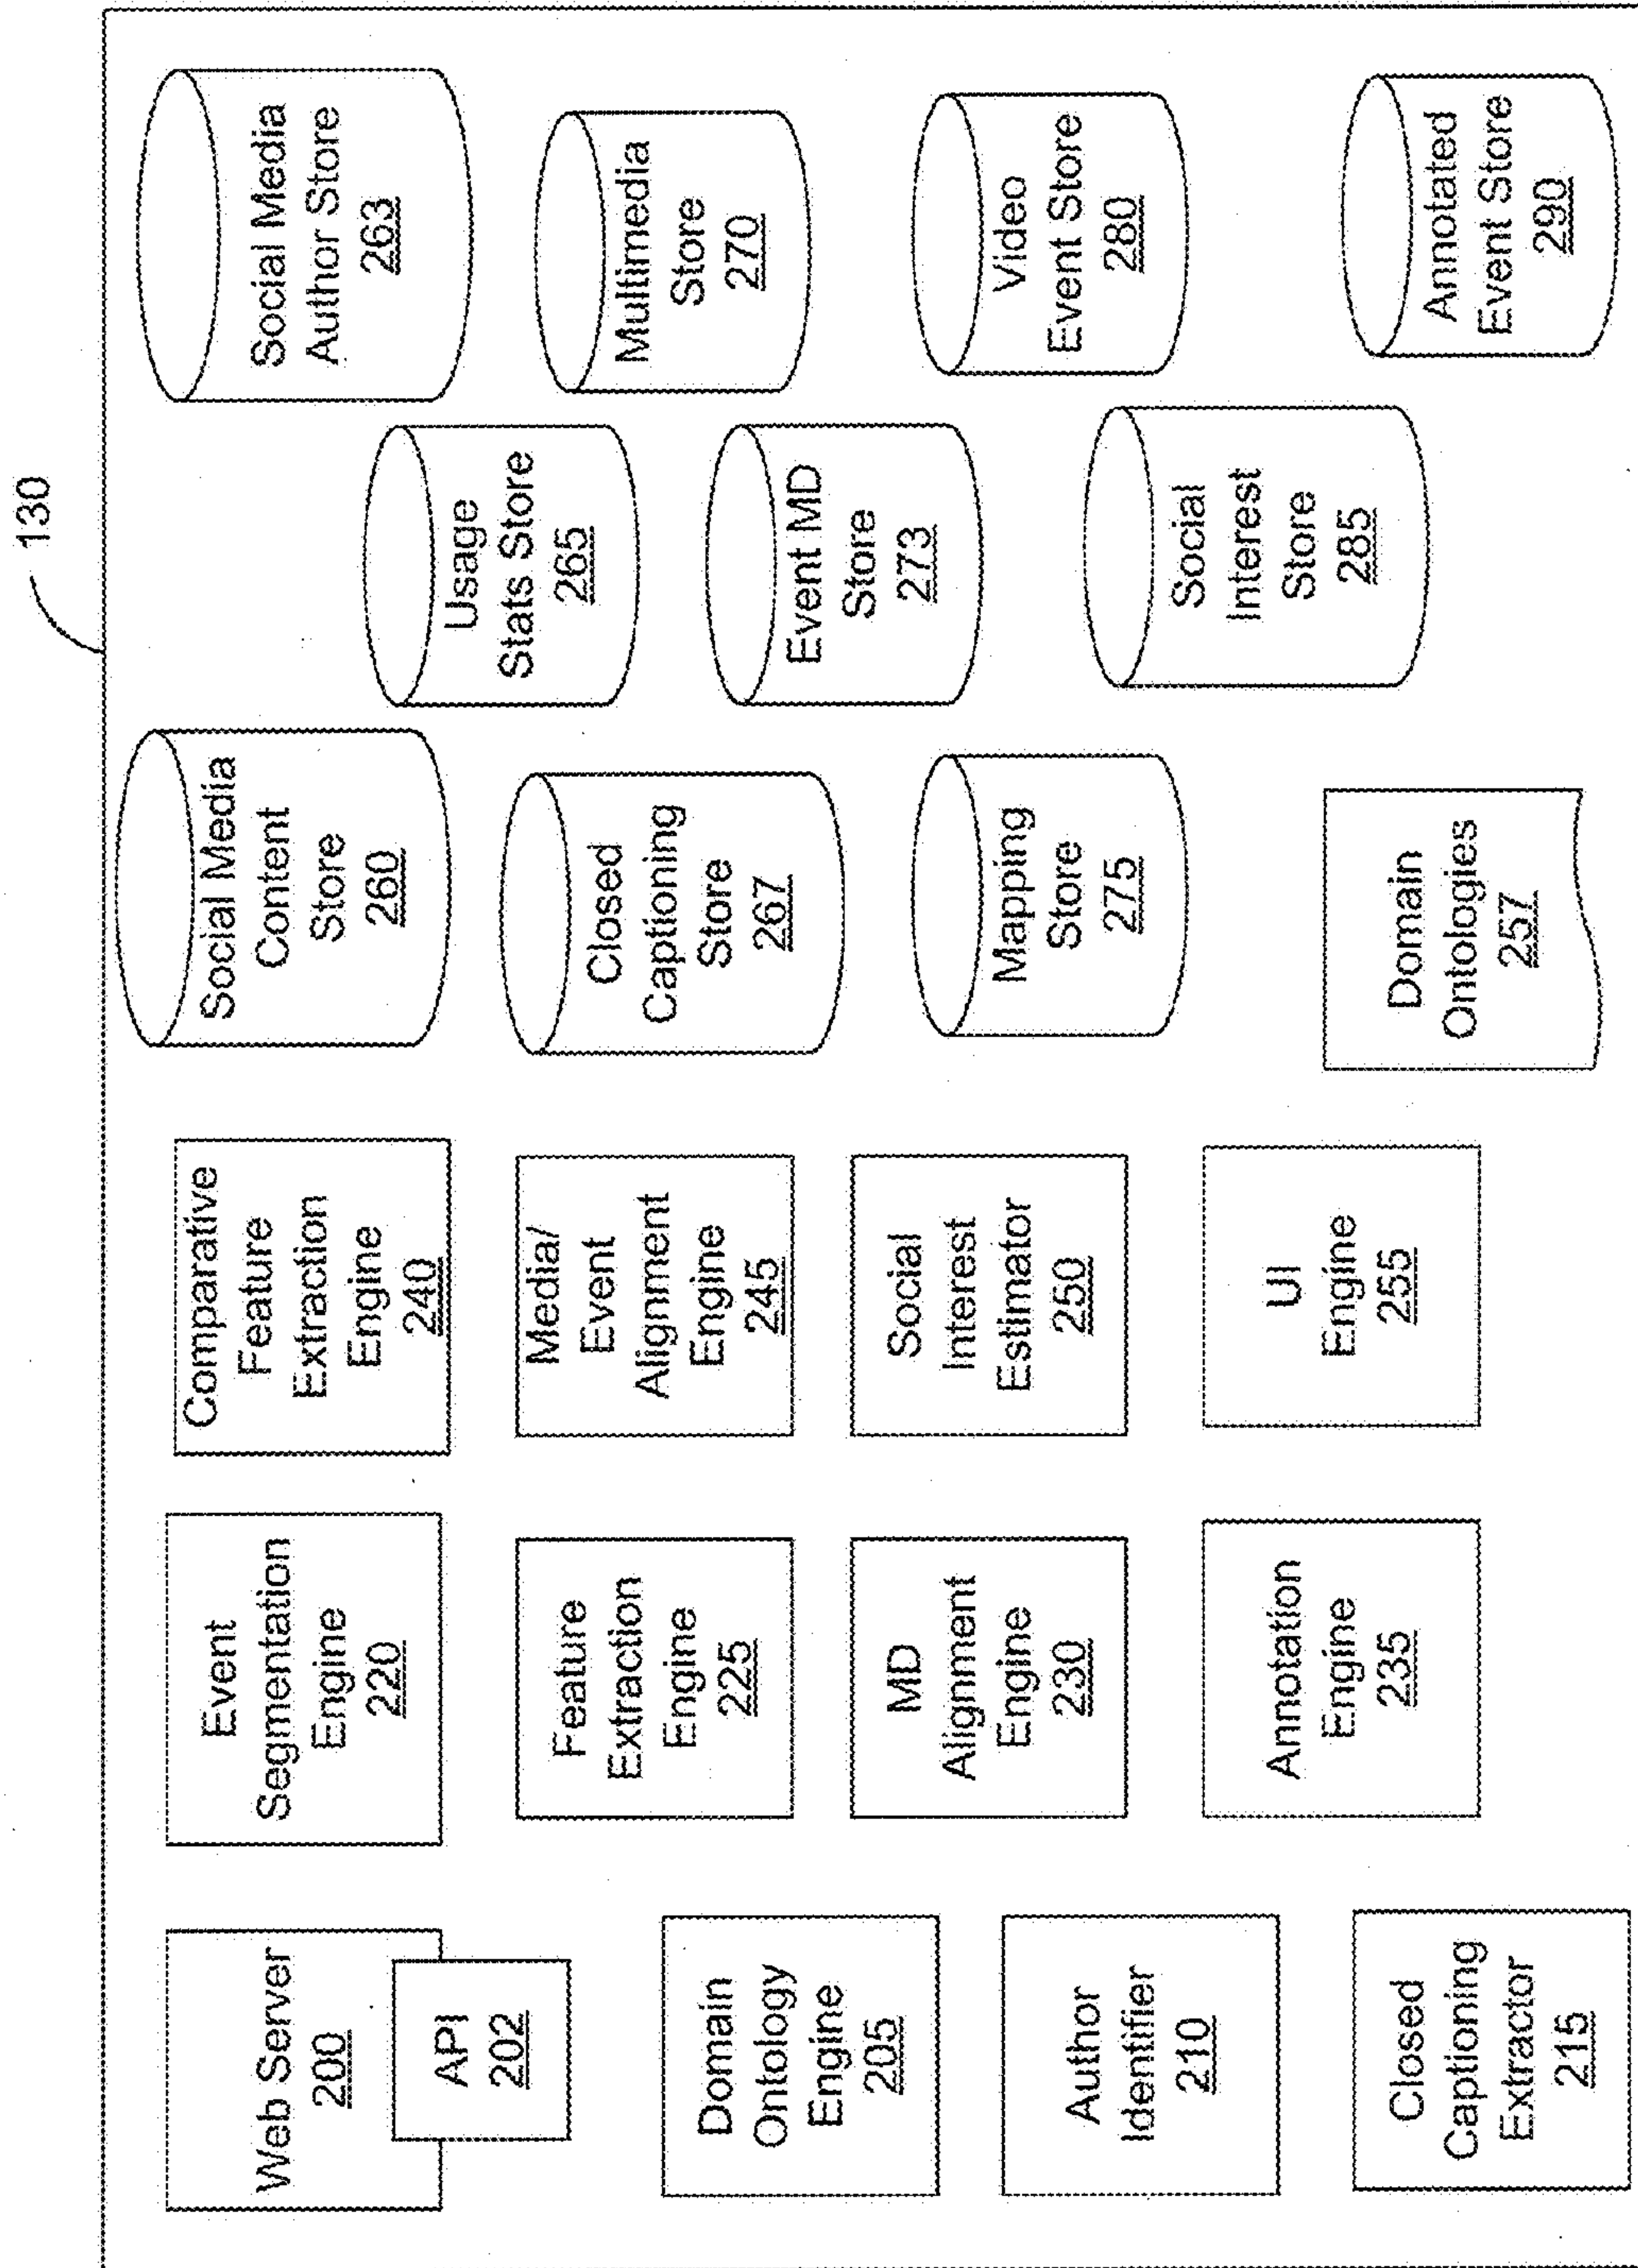 130
Web Server
200
API
202
Domain
Ontology
Engine
205
Author
Identifier
210
Closed
Captioning
Extractor
215
Event
Segmentation
Engine
220
Feature
Extraction
Engine
225
MD
Alignment
Engine
230
Annotation
Engine
235
Comparative
Feature
Extraction
Engine
240
Media/
Event
Alignment
Engine
245
Social
Interest
Estimator
250
UI
Engine
255
Social Media
Content
Store
260
Closed
Captioning
Store
267
Mapping
Store
275
Domain
Ontologies
257
Usage
Stats Store
265
Event MD
Store
273
Social
Interest
Store
285
Social Media
Author Store
263
Multimedia
Store
270
Video
Event Store
280
Annotated
Event Store
290